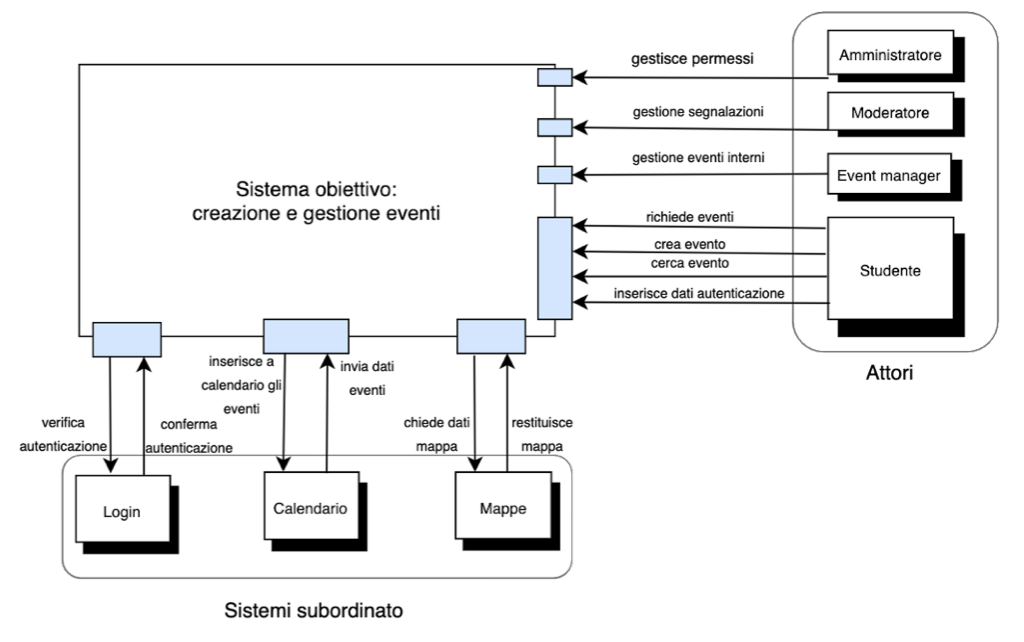 Amministratore
gestisce permessi
gestione segnalazioni
Moderatore
gestione eventi interni
Event manager
Sistema obiettivo:
creazione e gestione eventi
richiede eventi
crea evento
cerca evento
inserisce dati autenticazione
Studente
Attori
inserisce a
calendario gli
eventi
invia dati
eventi
verifica
autenticazione
conferma
autenticazione
chiede dati
mappa
restituisce
mappa
Login
Calendario
Mappe
Sistemi subordinato